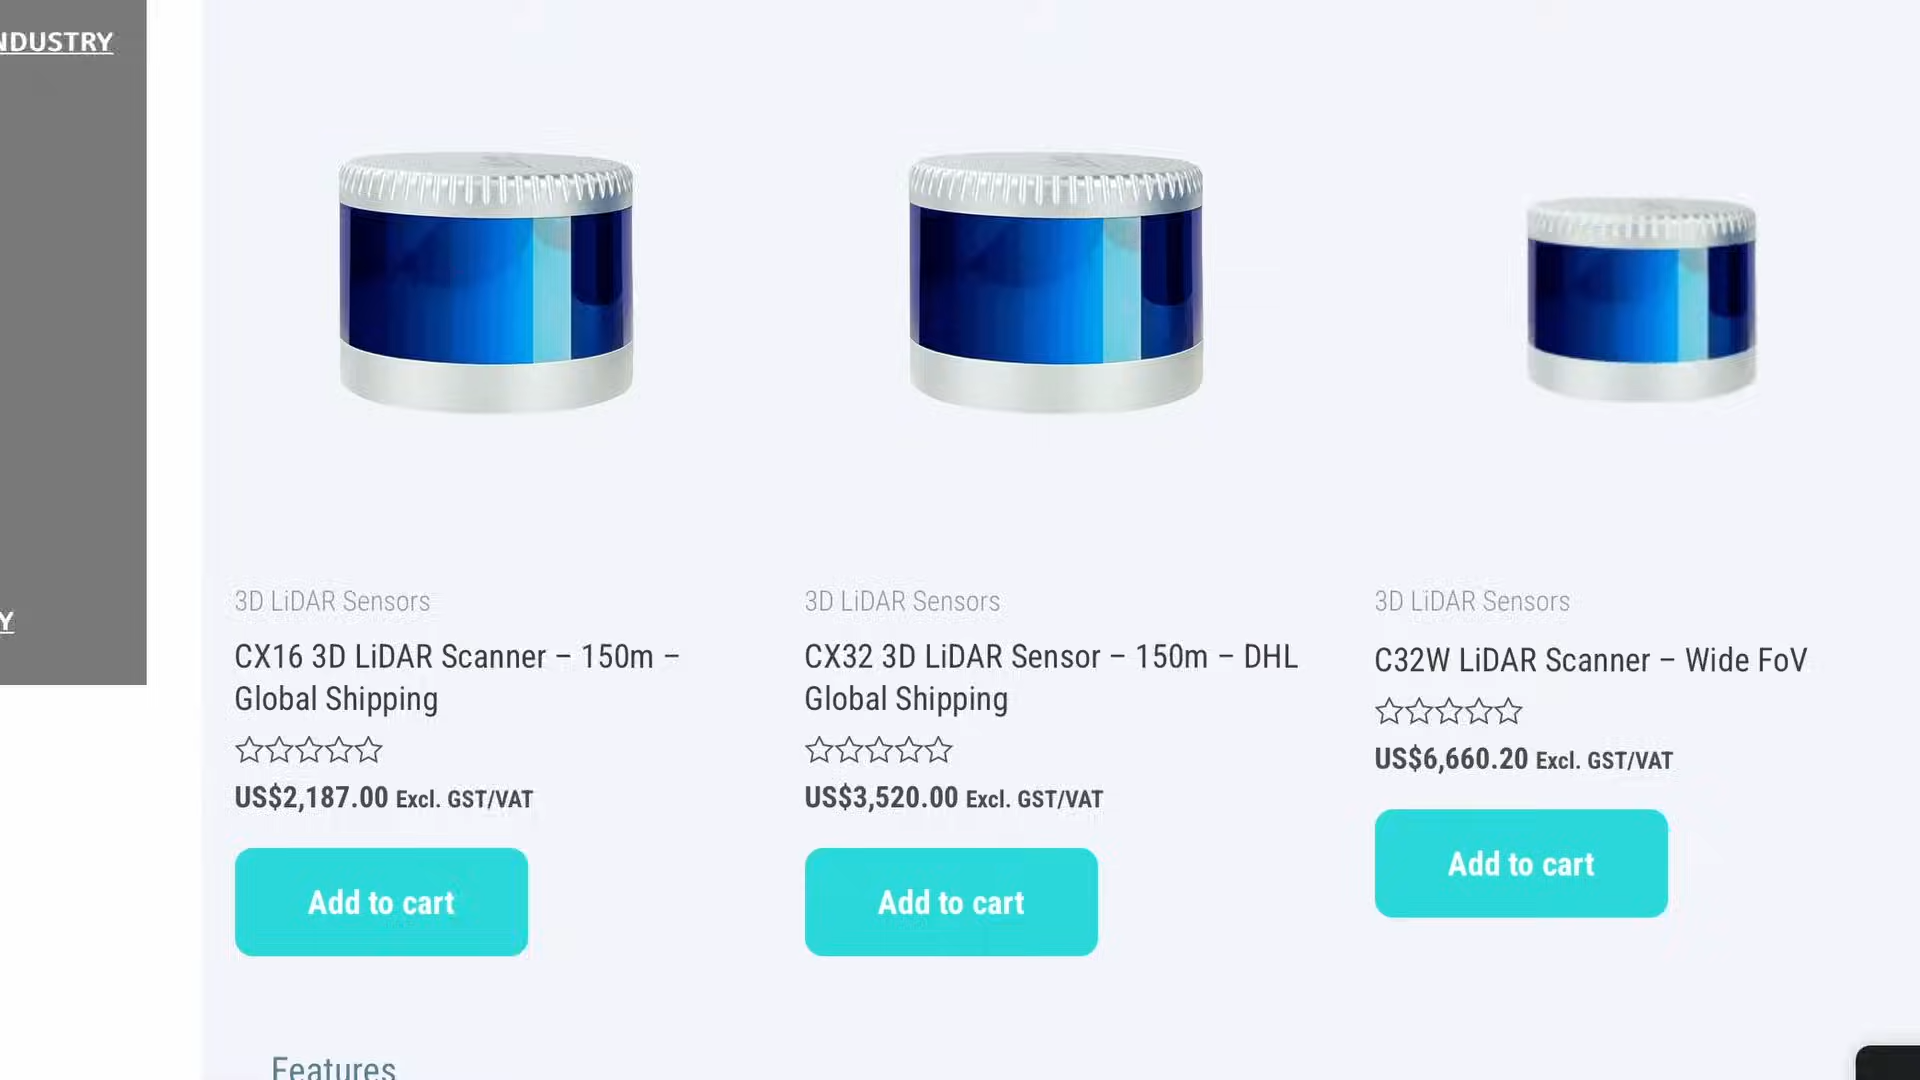 NDUSTRY
Y
3D LiDAR Sensors
CX16 3D LiDAR Scanner – 150m –
Global Shipping
US$2,187.00 Excl. GST/VAT
Add to cart
3D LiDAR Sensors
CX32 3D LiDAR Sensor – 150m – DHL
Global Shipping
US$3,520.00 Excl. GST/VAT
Add to cart
3D LiDAR Sensors
C32W LiDAR Scanner – Wide FoV
US$6,660.20 Excl. GST/VAT
Add to cart
Features